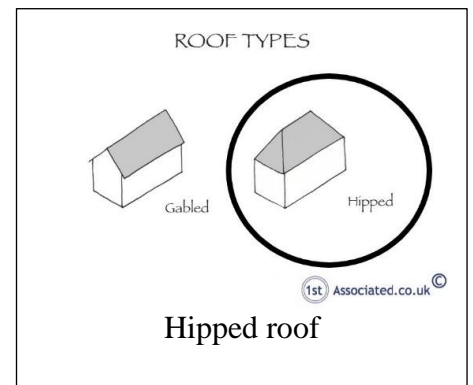 ROOF TYPES
Gabled
Hipped
1st Associated.co.uk ©
Hipped roof